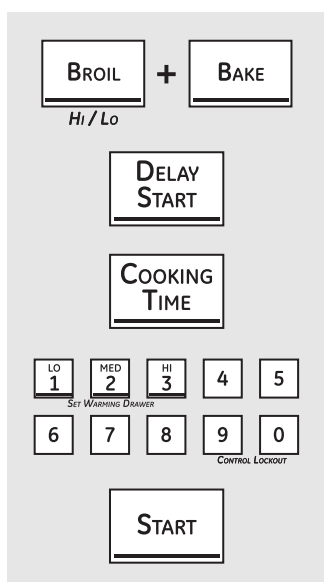 BROIL + BAKE
HI / LO
DELAY
START
COOKING
TIME
LO MED HI
1 2 3 4 5
SET WARMING DRAWER
6 7 8 9 0
CONTROL LOCKOUT
START